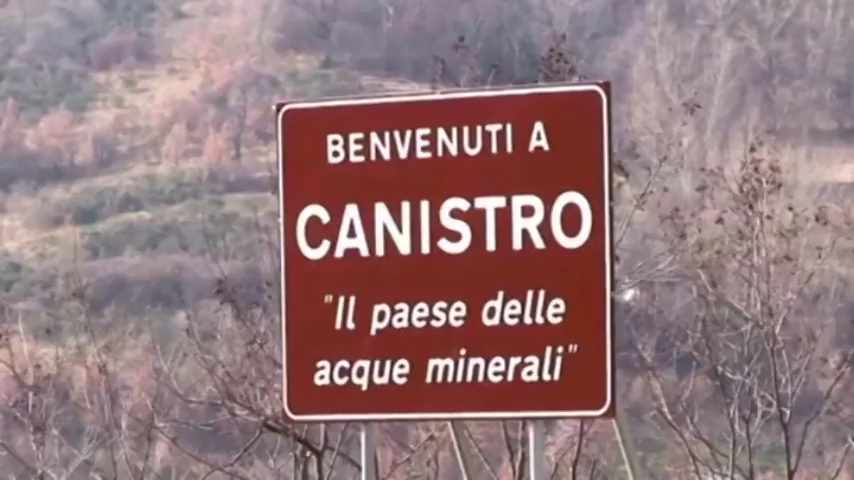 BENVENUTI A
CANISTRO
"Il paese delle
acque minerali"